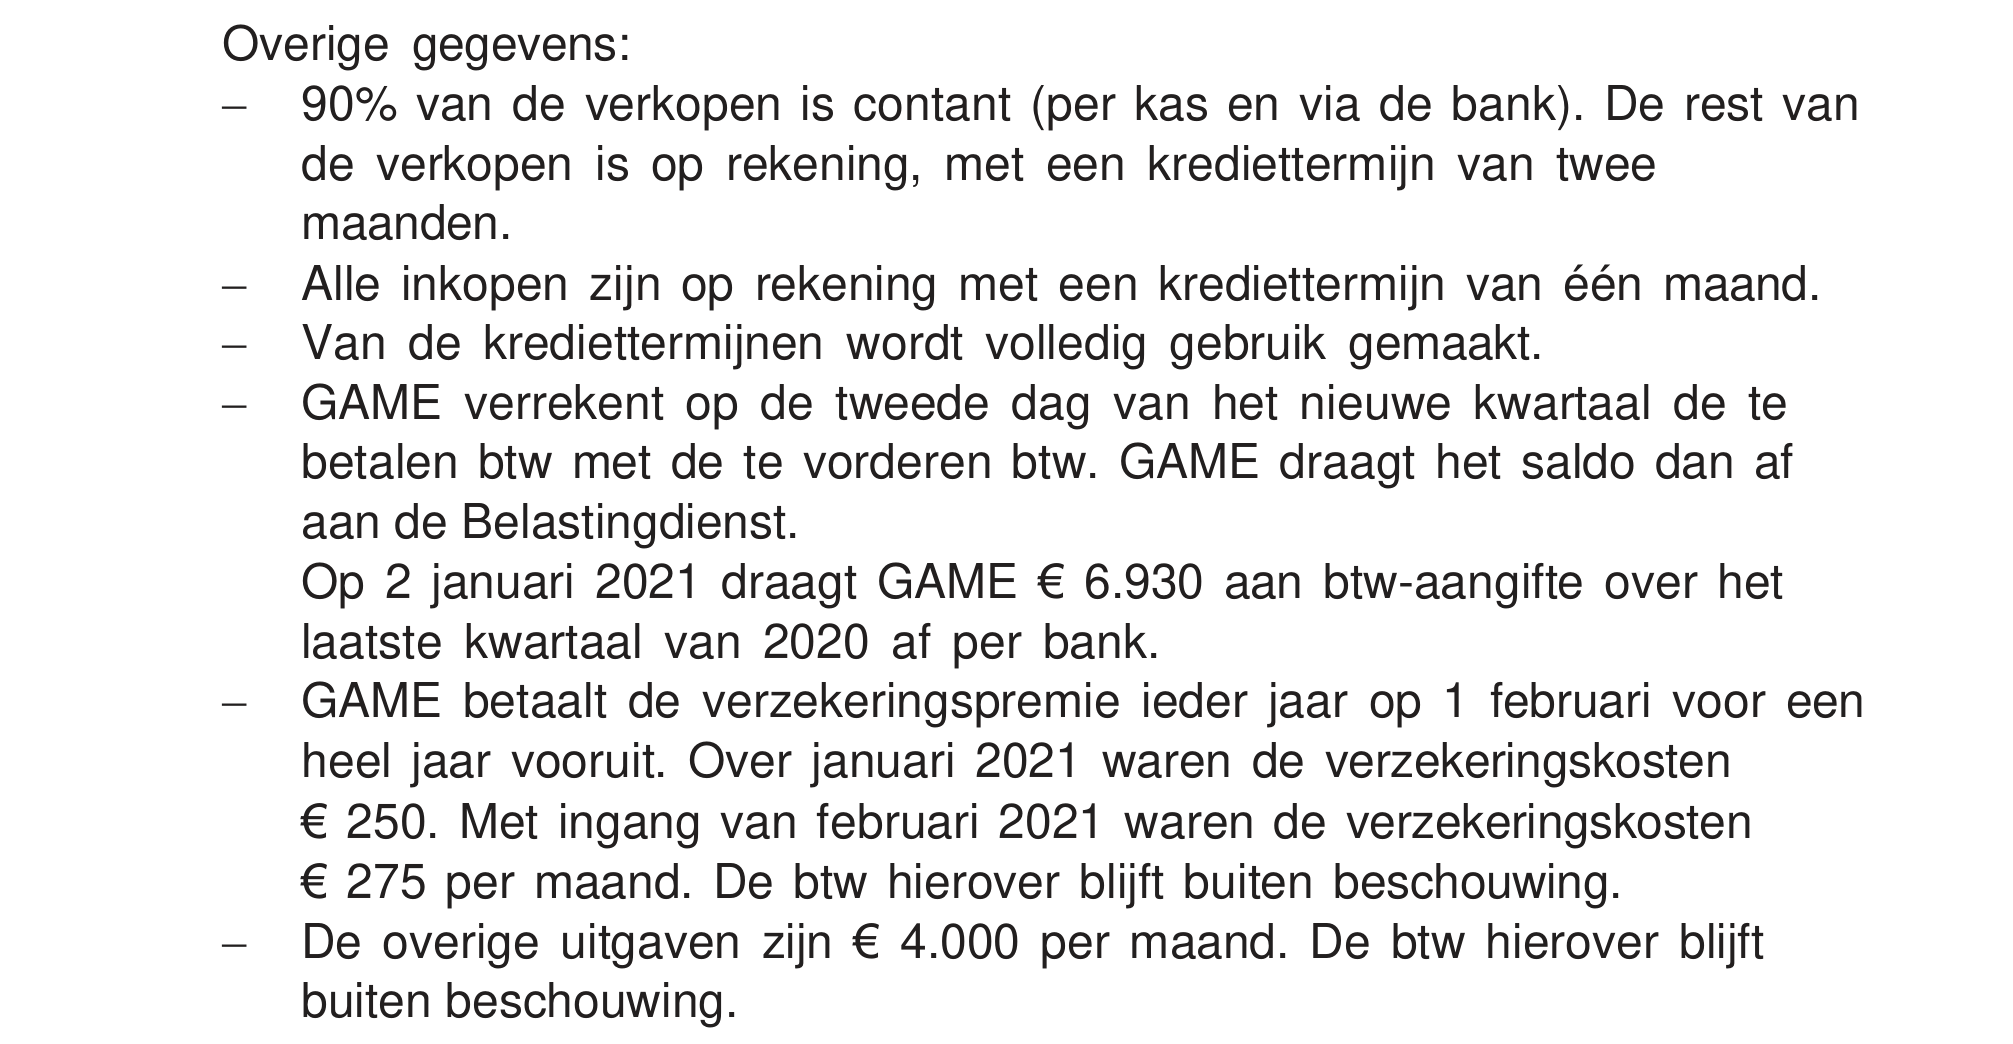 Overige gegevens:
– 90% van de verkopen is contant (per kas en via de bank). De rest van
de verkopen is op rekening, met een krediettermijn van twee
maanden.
– Alle inkopen zijn op rekening met een krediettermijn van één maand.
– Van de krediettermijnen wordt volledig gebruik gemaakt.
– GAME verrekent op de tweede dag van het nieuwe kwartaal de te
betalen btw met de te vorderen btw. GAME draagt het saldo dan af
aan de Belastingdienst.
Op 2 januari 2021 draagt GAME € 6.930 aan btw-aangifte over het
laatste kwartaal van 2020 af per bank.
– GAME betaalt de verzekeringspremie ieder jaar op 1 februari voor een
heel jaar vooruit. Over januari 2021 waren de verzekeringskosten
€ 250. Met ingang van februari 2021 waren de verzekeringskosten
€ 275 per maand. De btw hierover blijft buiten beschouwing.
– De overige uitgaven zijn € 4.000 per maand. De btw hierover blijft
buiten beschouwing.